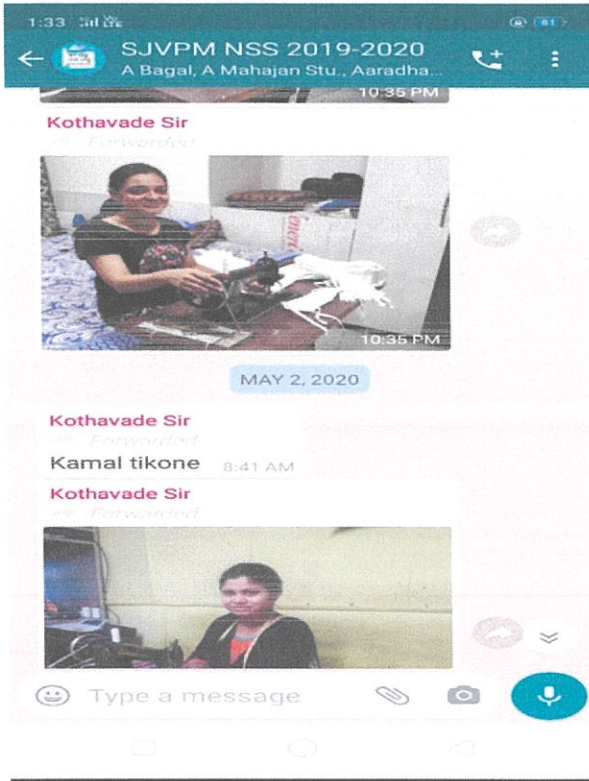 1:33
81
SJVPM NSS 2019-2020
A Bagal, A Mahajan Stu., Aaradha...
10:35 PM
Kothavade Sir
Forwarded
10:35 PM
MAY 2, 2020
Kothavade Sir
Forwarded
Kamal tikone 8:41 AM
Kothavade Sir
Forwarded
Type a message